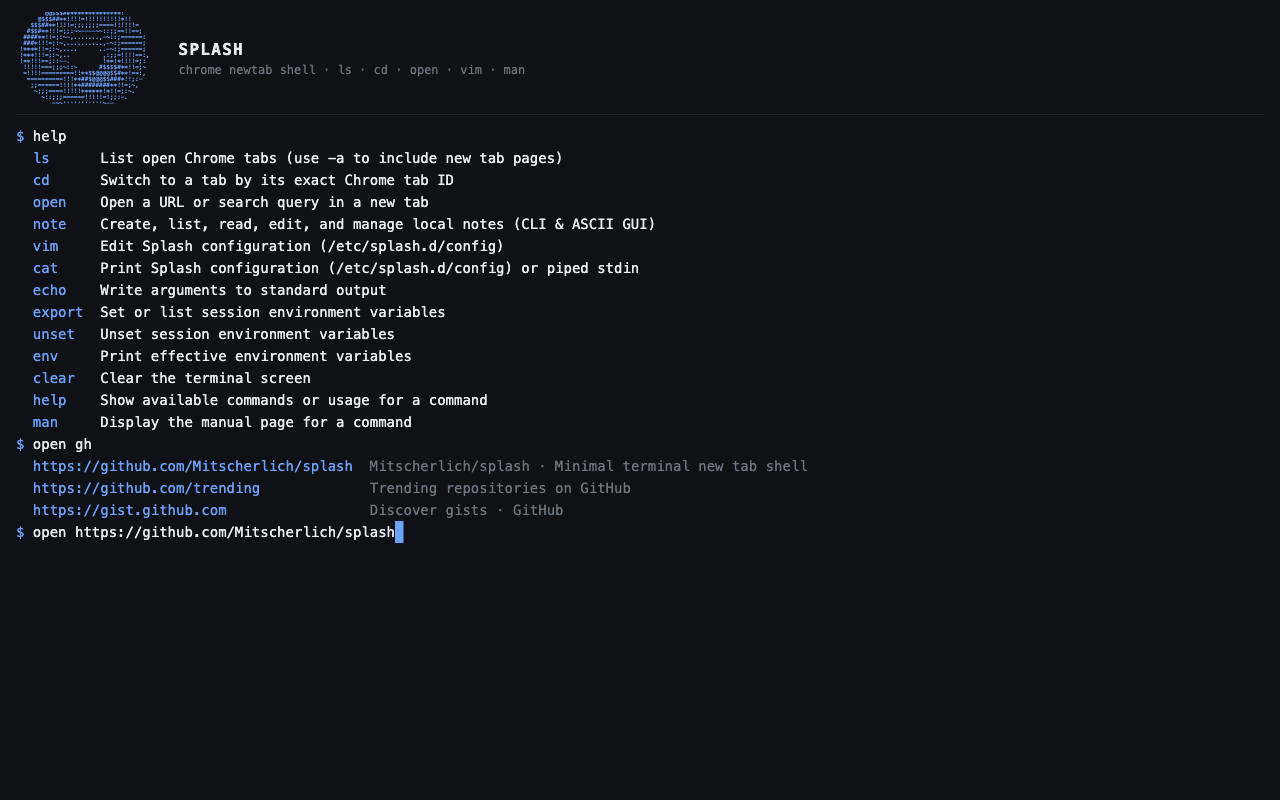 SPLASH
chrome newtab shell · ls · cd · open · vim · man
$ help
ls List open Chrome tabs (use -a to include new tab pages)
cd Switch to a tab by its exact Chrome tab ID
open Open a URL or search query in a new tab
note Create, list, read, edit, and manage local notes (CLI & ASCII GUI)
vim Edit Splash configuration (/etc/splash.d/config)
cat Print Splash configuration (/etc/splash.d/config) or piped stdin
echo Write arguments to standard output
export Set or list session environment variables
unset Unset session environment variables
env Print effective environment variables
clear Clear the terminal screen
help Show available commands or usage for a command
man Display the manual page for a command
$ open gh
https://github.com/Mitscherlich/splash Mitscherlich/splash · Minimal terminal new tab shell
https://github.com/trending Trending repositories on GitHub
https://gist.github.com Discover gists · GitHub
$ open https://github.com/Mitscherlich/splash